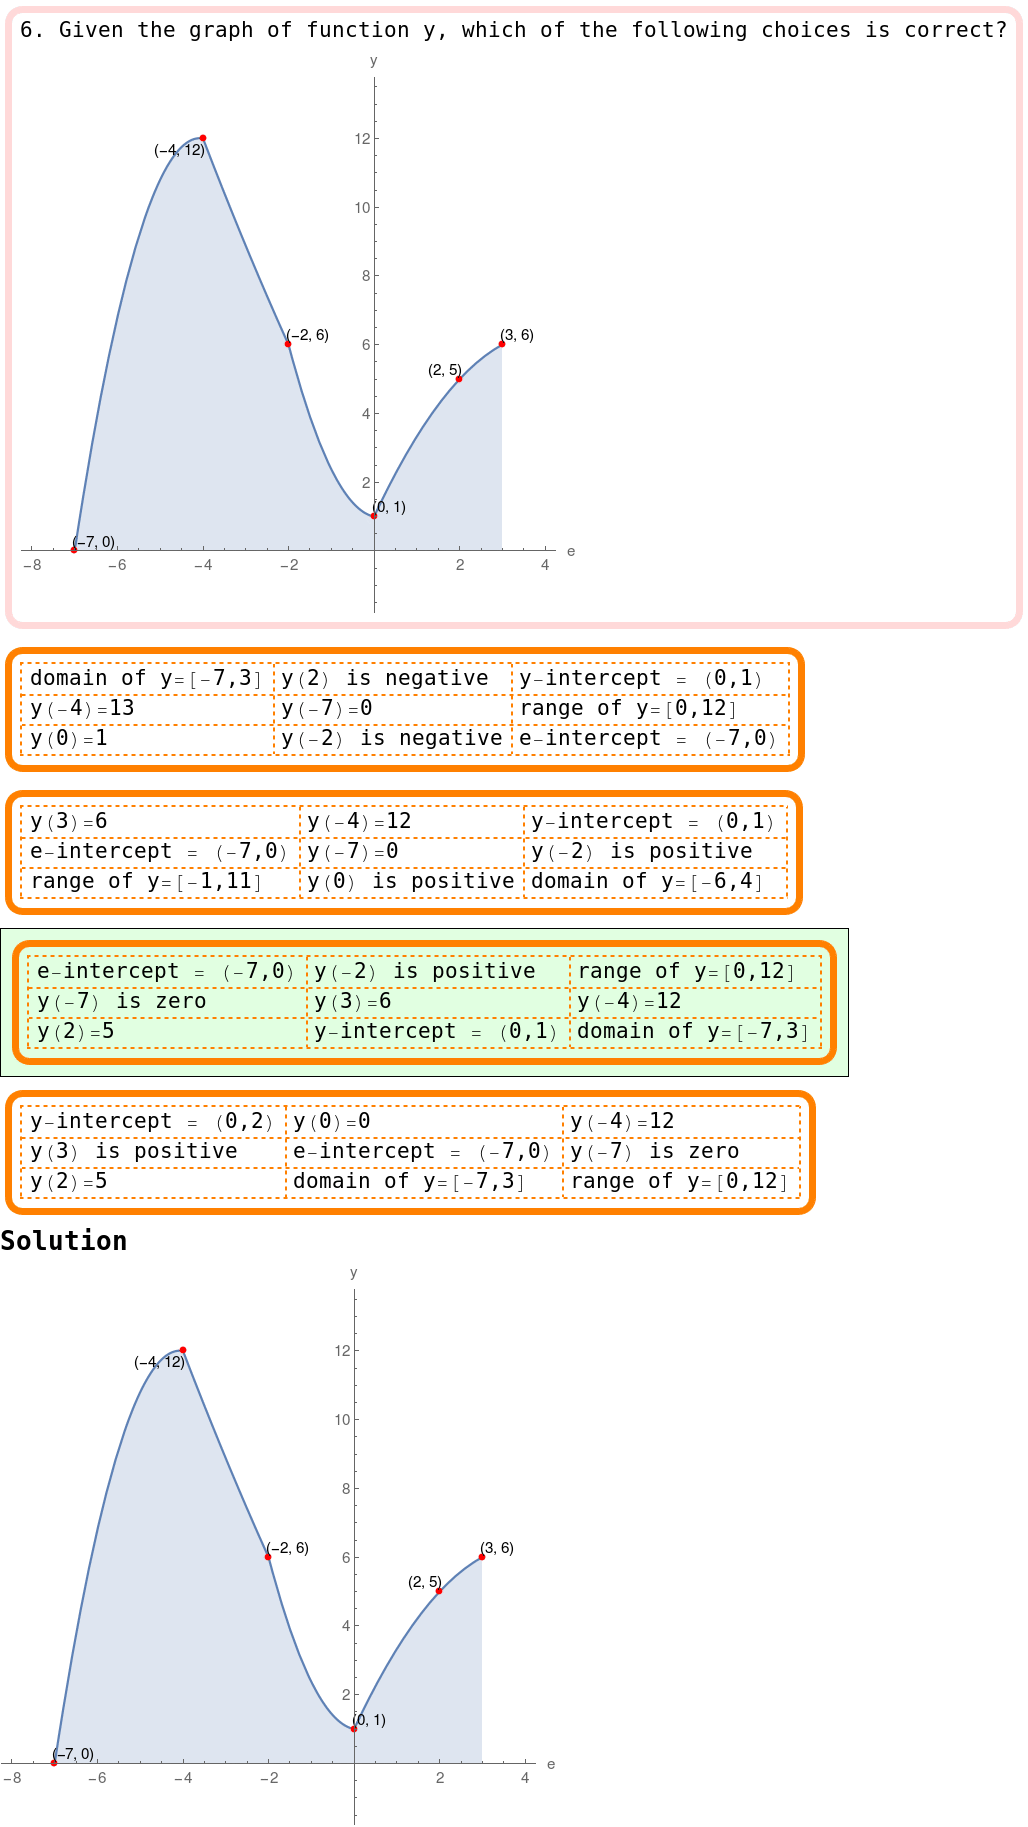 6. Given the graph of function y, which of the following choices is correct?
y
12
(−4, 12)
10
8
(−2, 6)
6
(3, 6)
(2, 5)
4
2
(0, 1)
(−7, 0)
e
−8 −6 −4 −2 2 4
domain of y=[-7,3] y(2) is negative y-intercept = (0,1)
y(-4)=13 y(-7)=0 range of y=[0,12]
y(0)=1 y(-2) is negative e-intercept = (-7,0)
y(3)=6 y(-4)=12 y-intercept = (0,1)
e-intercept = (-7,0) y(-7)=0 y(-2) is positive
range of y=[-1,11] y(0) is positive domain of y=[-6,4]
e-intercept = (-7,0) y(-2) is positive range of y=[0,12]
y(-7) is zero y(3)=6 y(-4)=12
y(2)=5 y-intercept = (0,1) domain of y=[-7,3]
y-intercept = (0,2) y(0)=0 y(-4)=12
y(3) is positive e-intercept = (-7,0) y(-7) is zero
y(2)=5 domain of y=[-7,3] range of y=[0,12]
Solution
y
12
(−4, 12)
10
8
(−2, 6)
6
(3, 6)
(2, 5)
4
2
(0, 1)
(−7, 0)
e
−8 −6 −4 −2 2 4